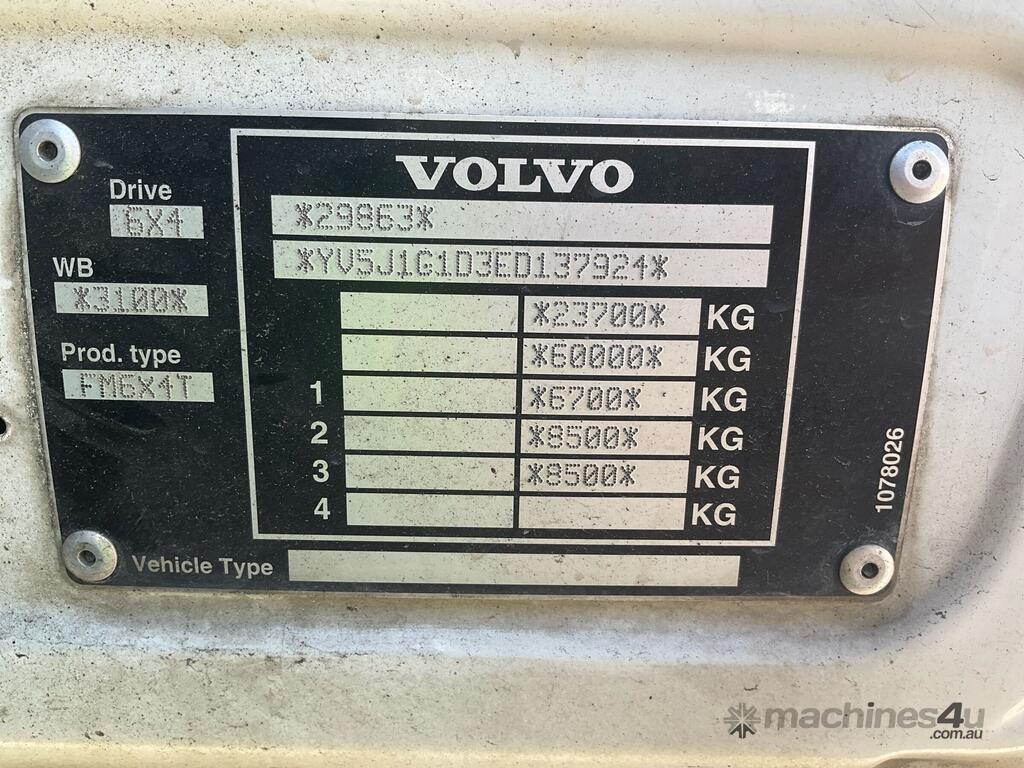 VOLVO
Drive
6X4
WB
*3100*
Prod. type
FM6X4T
*29863*
*YV5J1G1D3ED137924*
*23700* KG
*60000* KG
1 *6700* KG
2 *8500* KG
3 *8500* KG
4 KG
1078026
Vehicle Type
machines4u
.com.au